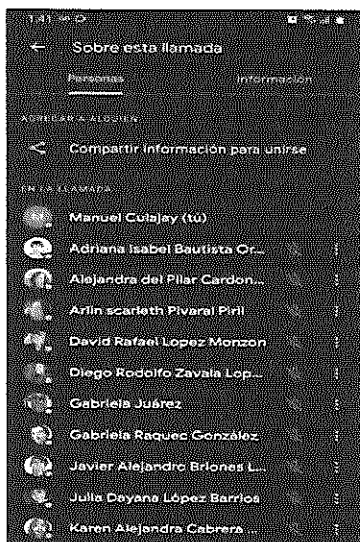 1:41
Sobre esta llamada
Personas Información
AGREGAR A ALGUIEN
Compartir información para unirse
EN LA LLAMADA
Manuel Culajay (tú)
Adriana Isabel Bautista Or...
Alejandra del Pilar Cardon...
Arlin scarleth Pivaral Piril
David Rafael Lopez Monzon
Diego Rodolfo Zavala Lop...
Gabriela Juárez
Gabriela Raquec González
Javier Alejandro Briones L...
Julia Dayana López Barrios
Karen Alejandra Cabrera ...